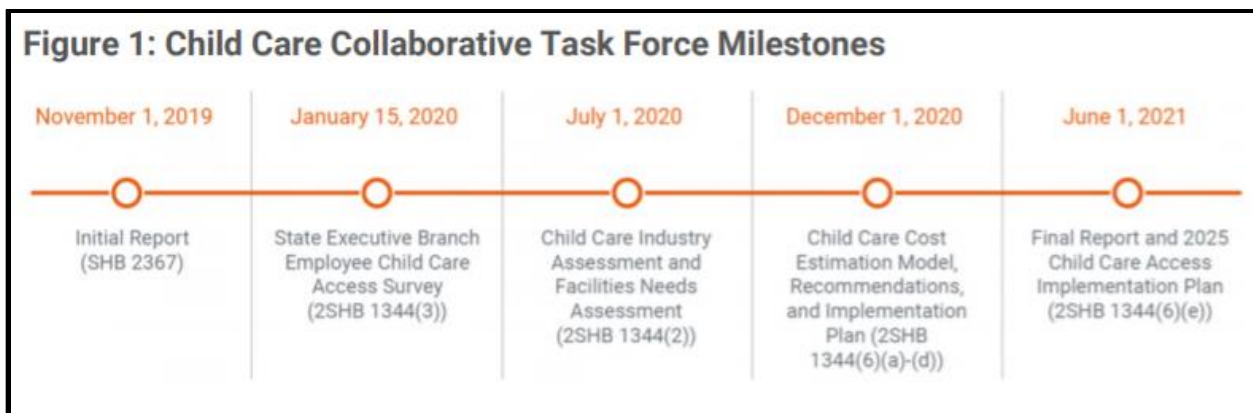 Figure 1: Child Care Collaborative Task Force Milestones
November 1, 2019
Initial Report
(SHB 2367)
January 15, 2020
State Executive Branch
Employee Child Care
Access Survey
(2SHB 1344(3))
July 1, 2020
Child Care Industry
Assessment and
Facilities Needs
Assessment
(2SHB 1344(2))
December 1, 2020
Child Care Cost
Estimation Model,
Recommendations,
and Implementation
Plan (2SHB
1344(6)(a)-(d))
June 1, 2021
Final Report and 2025
Child Care Access
Implementation Plan
(2SHB 1344(6)(e))